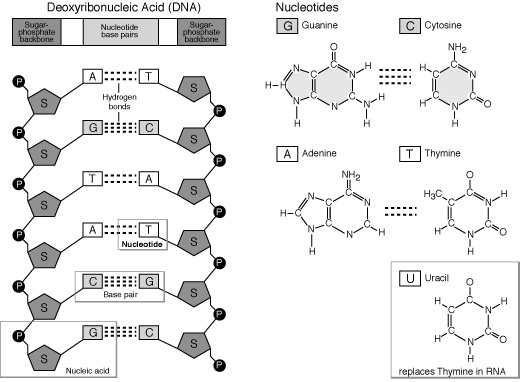 Deoxyribonucleic Acid (DNA)
Sugar-
phosphate
backbone
Nucleotide
base pairs
Sugar-
phosphate
backbone
P
S
A
T
S
P
Hydrogen
bonds
P
S
G
C
S
P
P
S
T
A
S
P
P
S
A
T
S
P
Nucleotide
P
S
C
G
S
P
Base pair
P
S
G
C
S
P
Nucleic acid
Nucleotides
G Guanine
C Cytosine
O
N
C
C
N
H
H
C
C
C
N
N
N
H
H
H
NH2
C
H
C
N
H
C
C
N
O
H
A Adenine
T Thymine
NH2
N
C
C
N
H
C
C
C
N
N
H
H
O
H3C
C
C
N
H
C
C
N
O
H
H
U Uracil
O
H
C
C
N
H
C
C
N
O
H
H
replaces Thymine in RNA